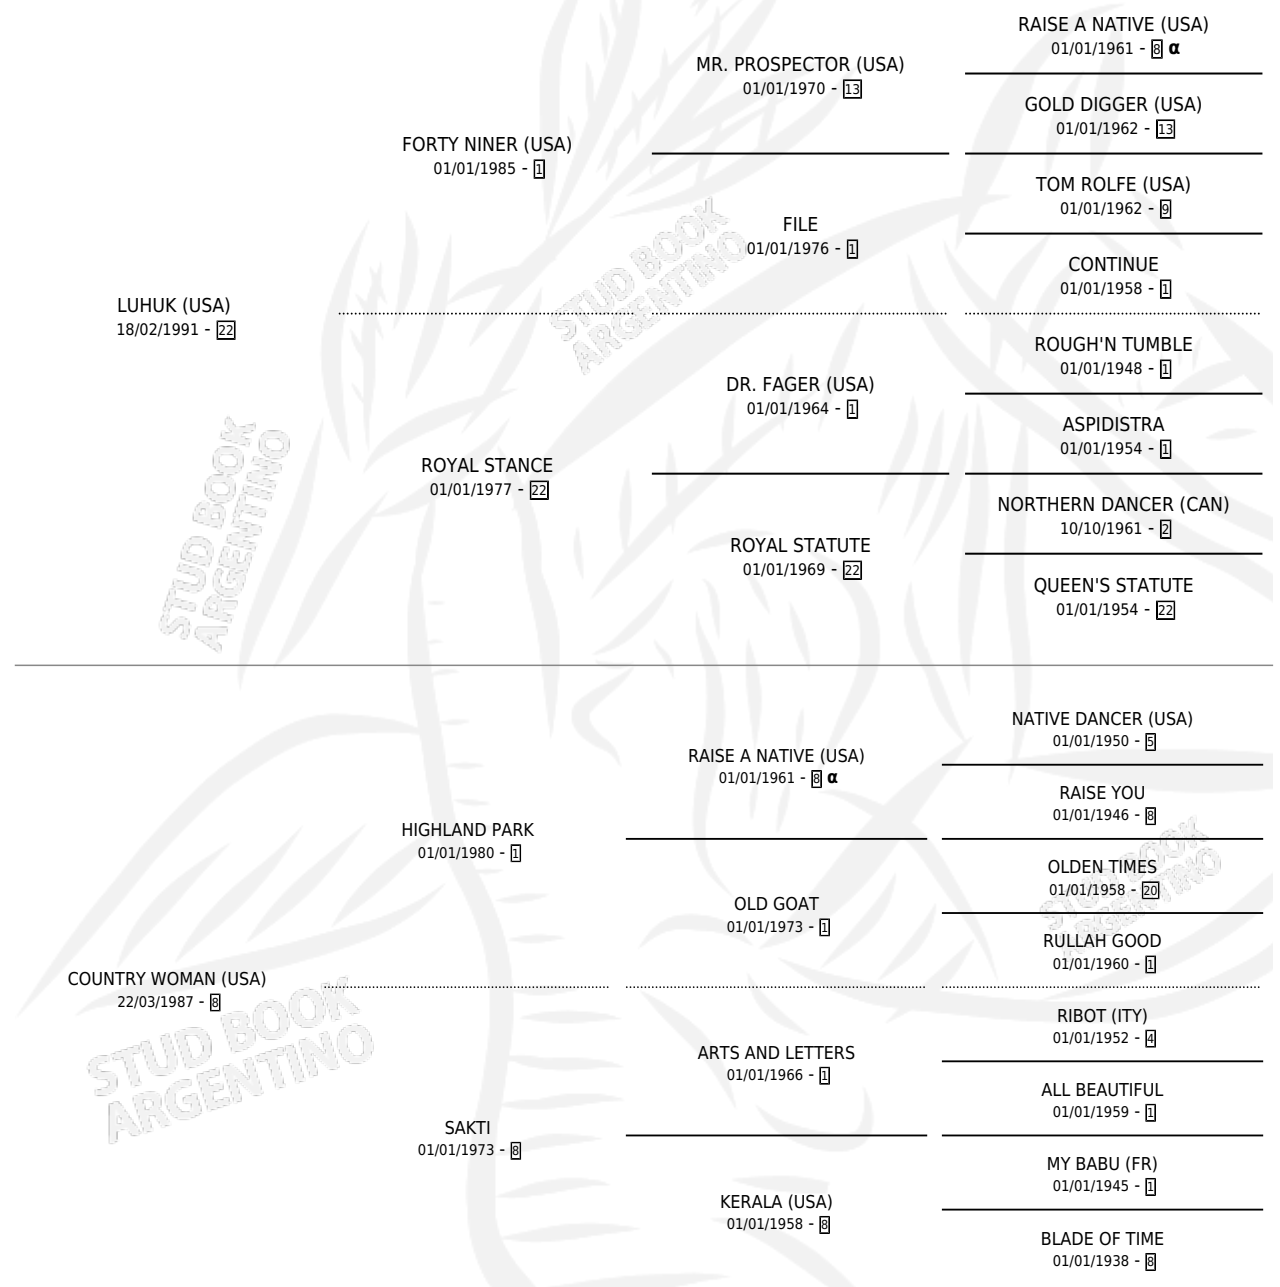 RAISE A NATIVE (USA)
01/01/1961 - 8 α
MR. PROSPECTOR (USA)
01/01/1970 - 13
GOLD DIGGER (USA)
01/01/1962 - 13
FORTY NINER (USA)
01/01/1985 - 1
TOM ROLFE (USA)
01/01/1962 - 9
FILE
01/01/1976 - 1
CONTINUE
01/01/1958 - 1
LUHUK (USA)
18/02/1991 - 22
STUD BOOK
ARGENTINO
ROUGH'N TUMBLE
01/01/1948 - 1
DR. FAGER (USA)
01/01/1964 - 1
ASPIDISTRA
01/01/1954 - 1
ROYAL STANCE
01/01/1977 - 22
STUD BOOK
ARGENTINO
NORTHERN DANCER (CAN)
10/10/1961 - 2
ROYAL STATUTE
01/01/1969 - 22
QUEEN'S STATUTE
01/01/1954 - 22
NATIVE DANCER (USA)
01/01/1950 - 5
RAISE A NATIVE (USA)
01/01/1961 - 8 α
RAISE YOU
01/01/1946 - 8
HIGHLAND PARK
01/01/1980 - 1
OLDEN TIMES
01/01/1958 - 20
STUD BOOK
ARGENTINO
OLD GOAT
01/01/1973 - 1
RULLAH GOOD
01/01/1960 - 1
COUNTRY WOMAN (USA)
22/03/1987 - 8
STUD BOOK
ARGENTINO
RIBOT (ITY)
01/01/1952 - 4
ARTS AND LETTERS
01/01/1966 - 1
ALL BEAUTIFUL
01/01/1959 - 1
SAKTI
01/01/1973 - 8
MY BABU (FR)
01/01/1945 - 1
KERALA (USA)
01/01/1958 - 8
BLADE OF TIME
01/01/1938 - 8